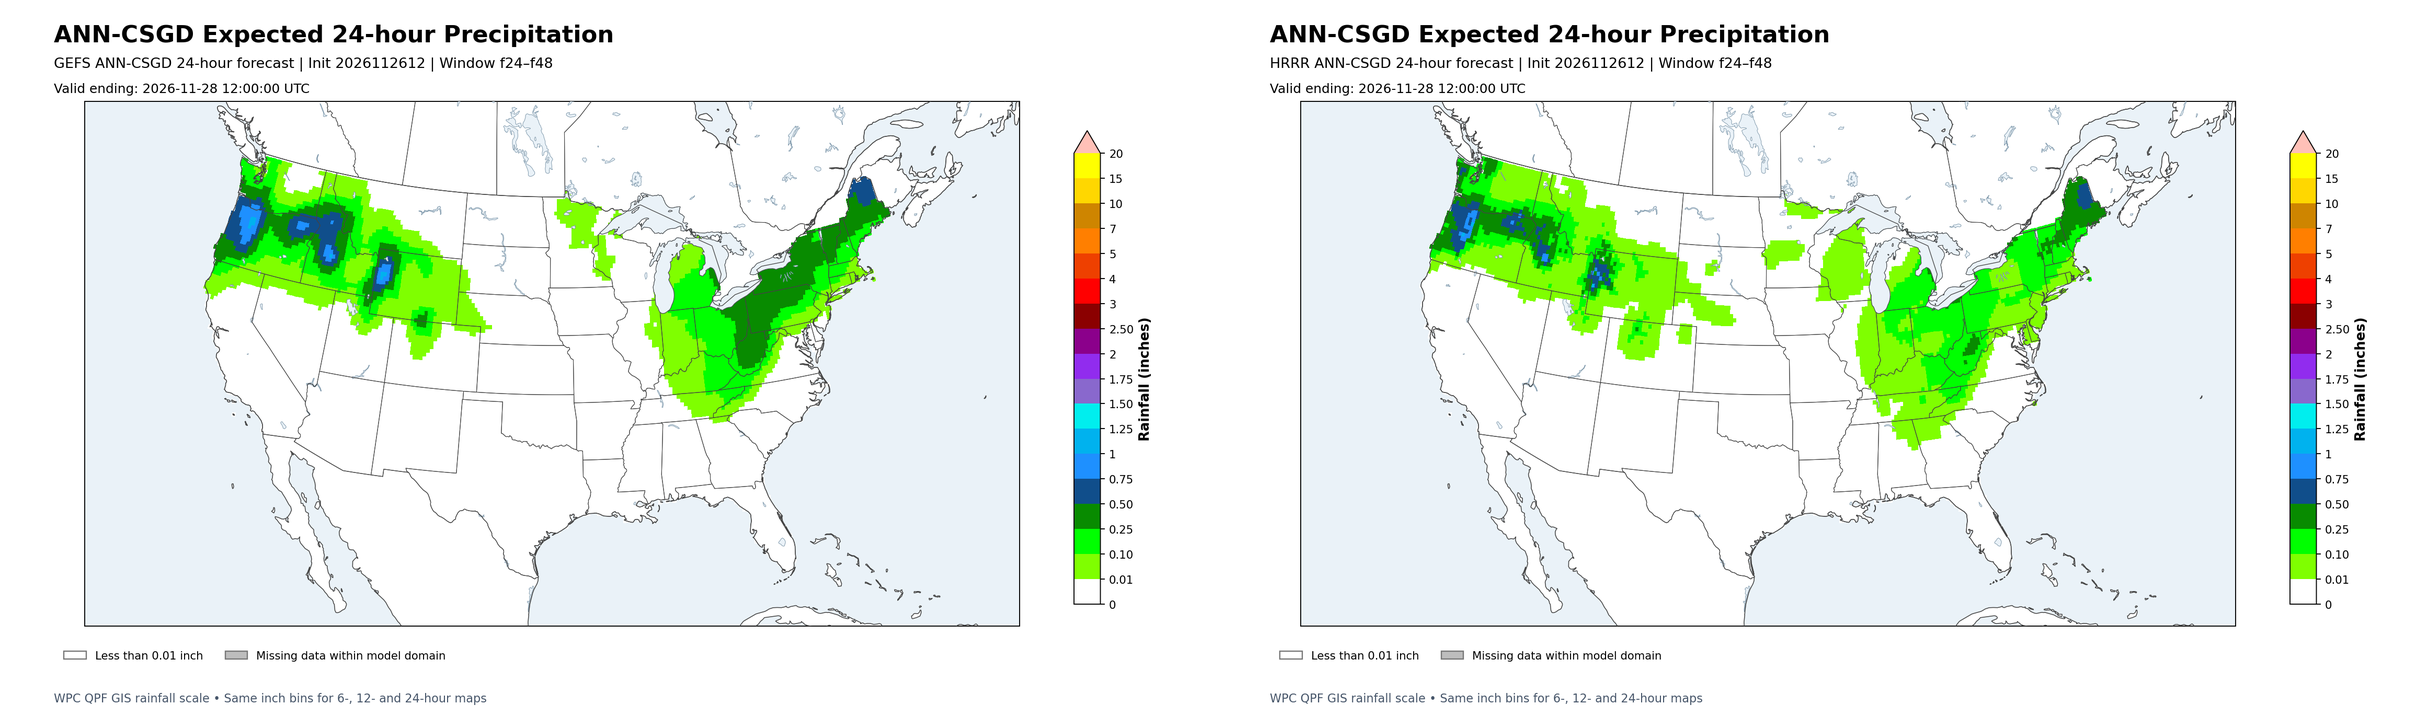 ANN-CSGD Expected 24-hour Precipitation
GEFS ANN-CSGD 24-hour forecast | Init 2026112612 | Window f24–f48
Valid ending: 2026-11-28 12:00:00 UTC
20
15
10
7
5
4
3
2.50
2
1.75
1.50
1.25
1
0.75
0.50
0.25
0.10
0.01
0
Rainfall (inches)
Less than 0.01 inch
Missing data within model domain
WPC QPF GIS rainfall scale • Same inch bins for 6-, 12- and 24-hour maps
ANN-CSGD Expected 24-hour Precipitation
HRRR ANN-CSGD 24-hour forecast | Init 2026112612 | Window f24–f48
Valid ending: 2026-11-28 12:00:00 UTC
20
15
10
7
5
4
3
2.50
2
1.75
1.50
1.25
1
0.75
0.50
0.25
0.10
0.01
0
Rainfall (inches)
Less than 0.01 inch
Missing data within model domain
WPC QPF GIS rainfall scale • Same inch bins for 6-, 12- and 24-hour maps